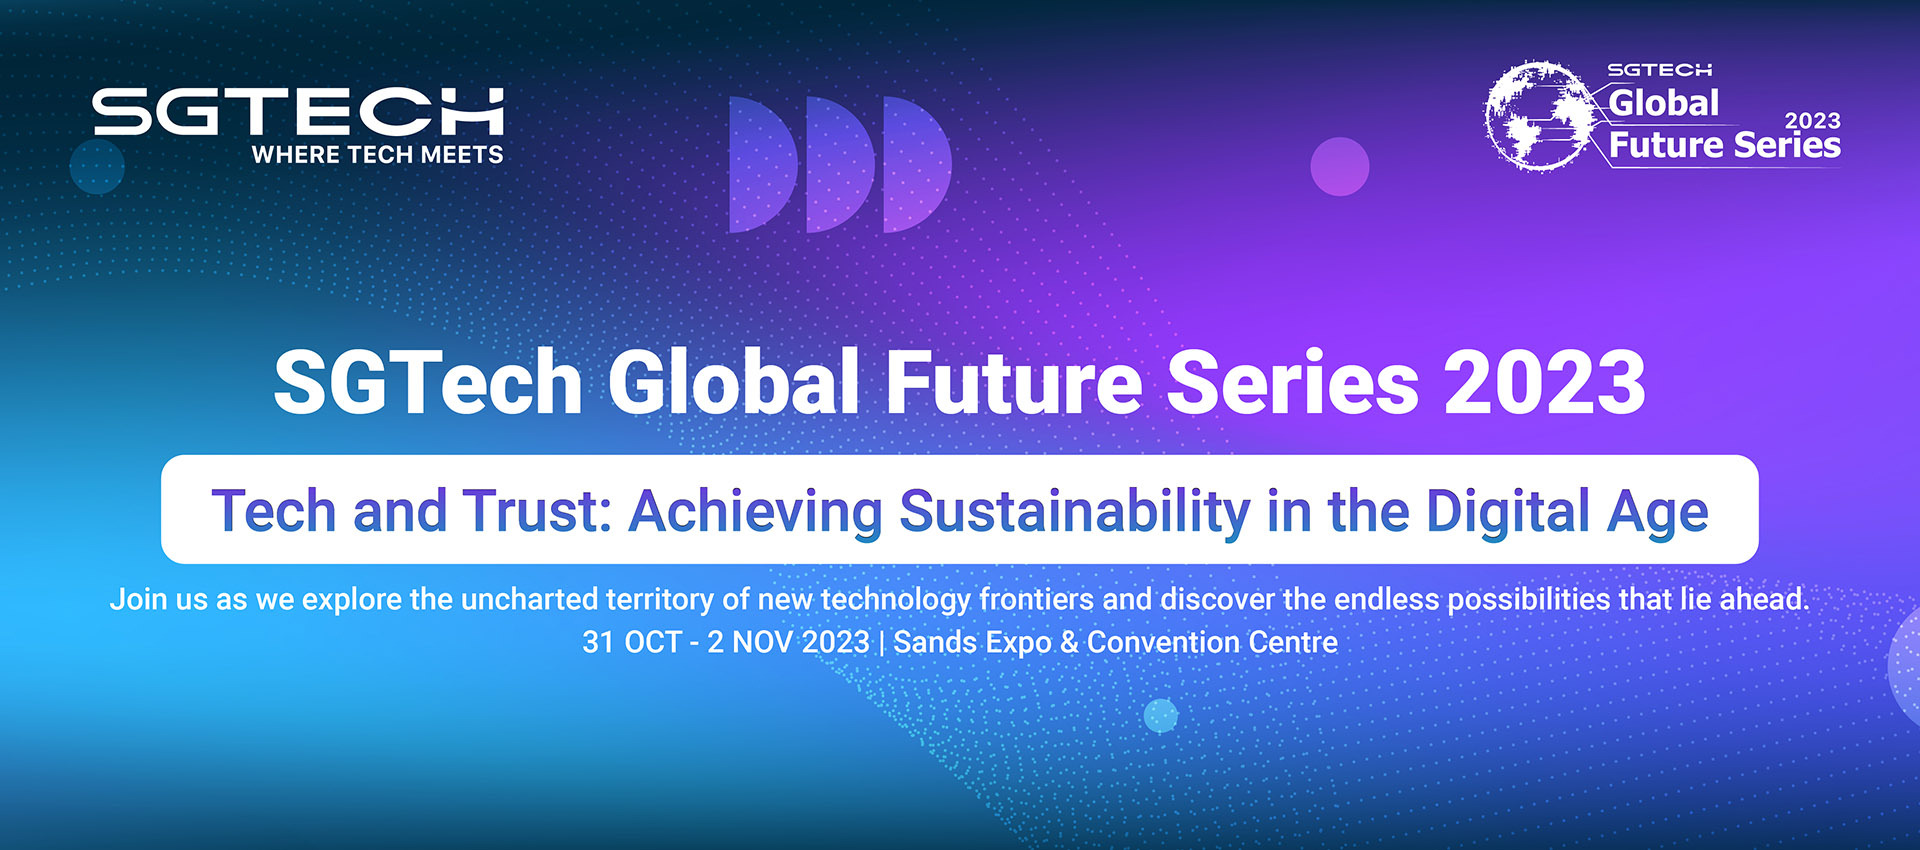 SGTECH
WHERE TECH MEETS
SGTECH
Global
2023
Future Series
SGTech Global Future Series 2023
Tech and Trust: Achieving Sustainability in the Digital Age
Join us as we explore the uncharted territory of new technology frontiers and discover the endless possibilities that lie ahead.
31 OCT - 2 NOV 2023 | Sands Expo & Convention Centre